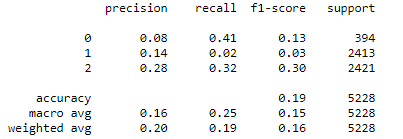 precision recall f1-score support
0 0.08 0.41 0.13 394
1 0.14 0.02 0.03 2413
2 0.28 0.32 0.30 2421
accuracy 0.19 5228
macro avg 0.16 0.25 0.15 5228
weighted avg 0.20 0.19 0.16 5228